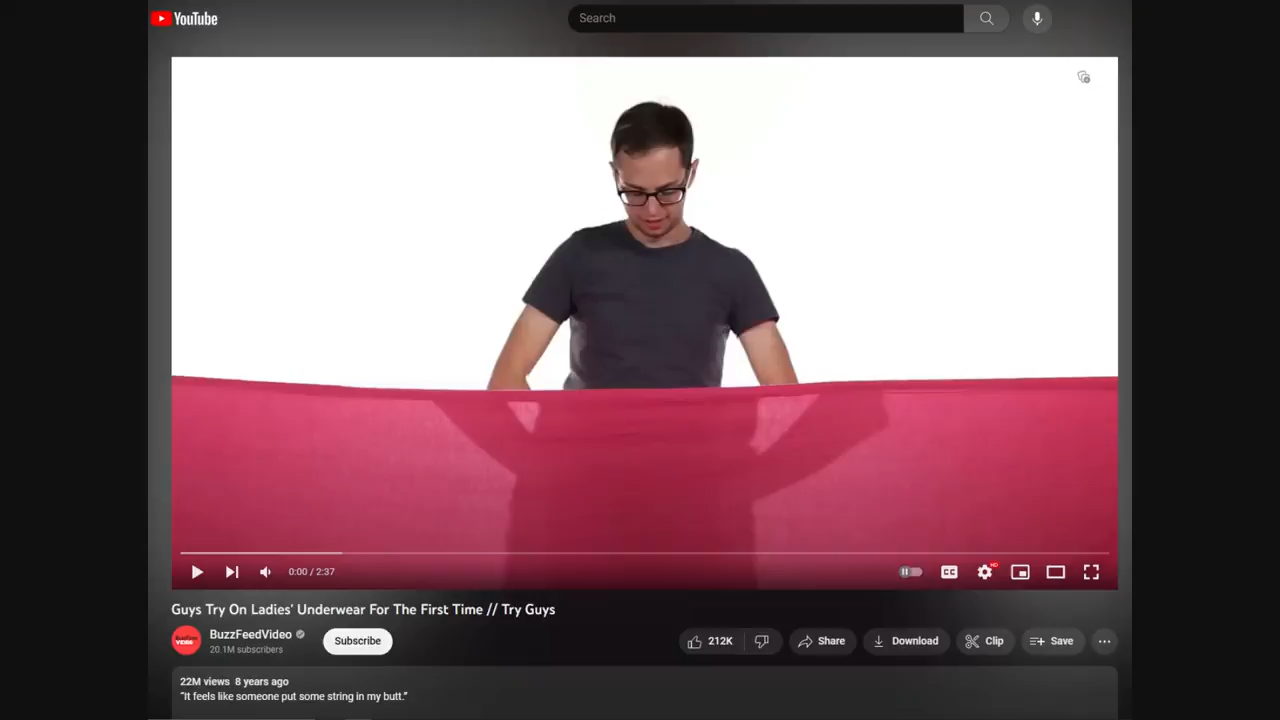 YouTube
Search
0:00 / 2:37
CC
HD
Guys Try On Ladies' Underwear For The First Time // Try Guys
BuzzFeedVideo
20.1M subscribers
Subscribe
212K
Share
Download
Clip
Save
22M views 8 years ago
“It feels like someone put some string in my butt.”